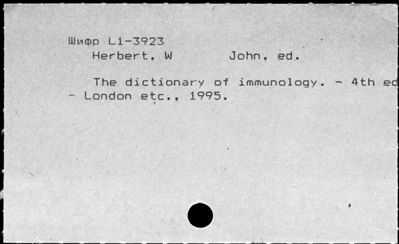 Шифр L1-3923
Herbert, W John, ed.
The dictionary of immunology. - 4th ed
- London etc., 1995.